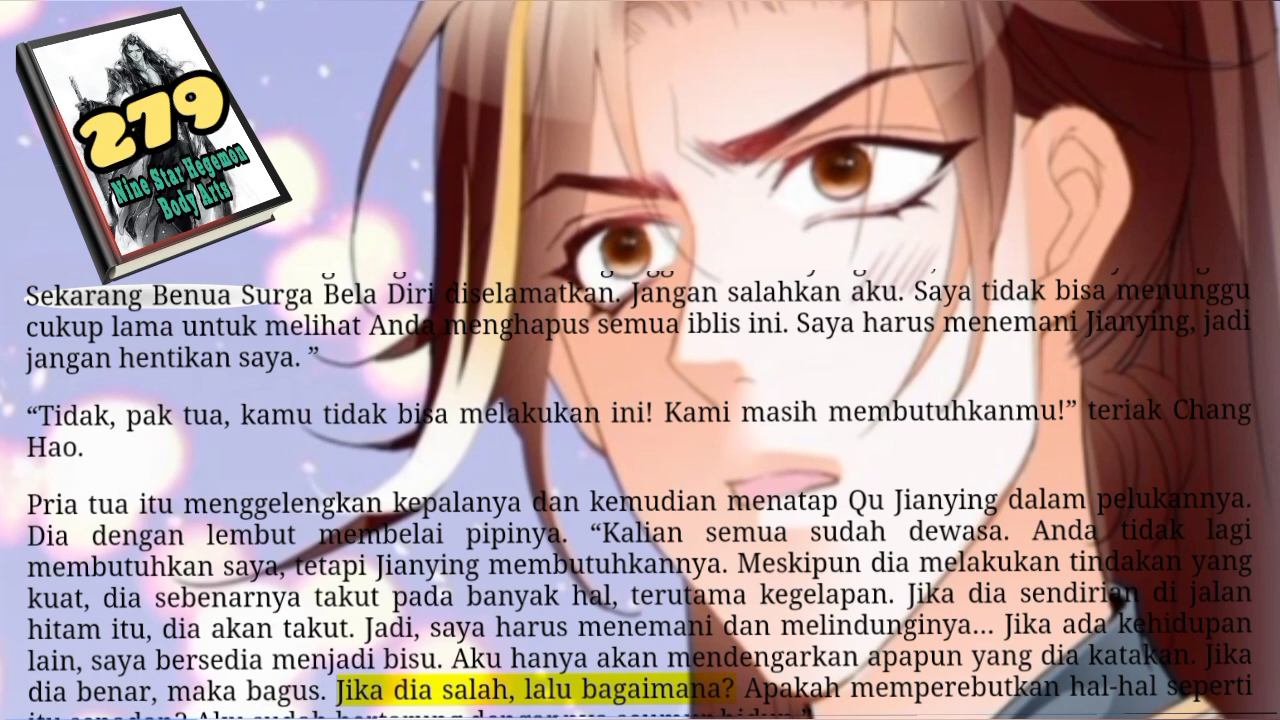 279
Nine Star Hegemon
Body Arts
Sekarang Benua Surga Bela Diri diselamatkan. Jangan salahkan aku. Saya tidak bisa menunggu
cukup lama untuk melihat Anda menghapus semua iblis ini. Saya harus menemani Jianying, jadi
jangan hentikan saya. ”
“Tidak, pak tua, kamu tidak bisa melakukan ini! Kami masih membutuhkanmu!” teriak Chang
Hao.
Pria tua itu menggelengkan kepalanya dan kemudian menatap Qu Jianying dalam pelukannya.
Dia dengan lembut membelai pipinya. “Kalian semua sudah dewasa. Anda tidak lagi
membutuhkan saya, tetapi Jianying membutuhkannya. Meskipun dia melakukan tindakan yang
kuat, dia sebenarnya takut pada banyak hal, terutama kegelapan. Jika dia sendirian di jalan
hitam itu, dia akan takut. Jadi, saya harus menemani dan melindunginya... Jika ada kehidupan
lain, saya bersedia menjadi bisu. Aku hanya akan mendengarkan apapun yang dia katakan. Jika
dia benar, maka bagus. Jika dia salah, lalu bagaimana? Apakah memperebutkan hal-hal seperti